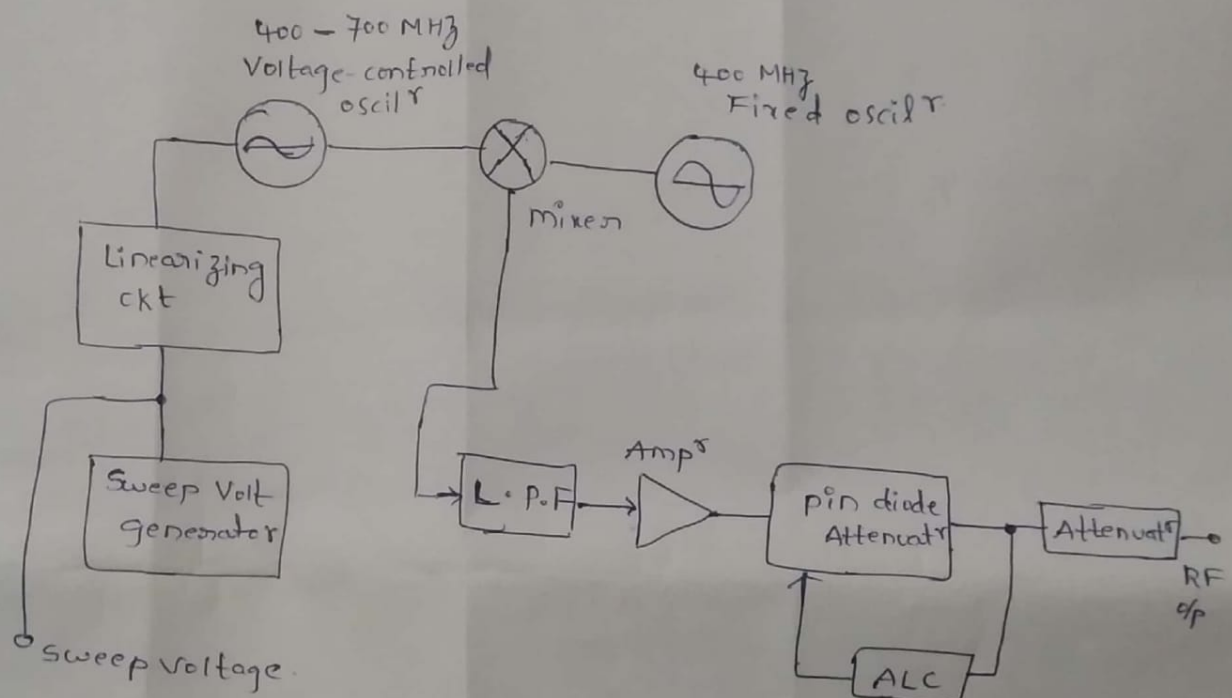 400 - 700 MHz
Voltage-controlled
oscilr
400 MHz
Fixed oscilr
mixer
Linearizing
ckt
Sweep Volt
generator
Sweep voltage.
L.P.F
Ampr
pin diode
Attenuatr
Attenuatr
RF
o/p
ALC